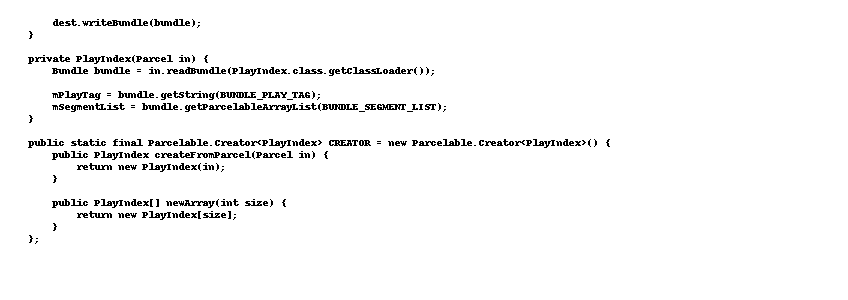 dest.writeBundle(bundle);
}
private PlayIndex(Parcel in) {
Bundle bundle = in.readBundle(PlayIndex.class.getClassLoader());
mPlayTag = bundle.getString(BUNDLE_PLAY_TAG);
mSegmentList = bundle.getParcelableArrayList(BUNDLE_SEGMENT_LIST);
}
public static final Parcelable.Creator<PlayIndex> CREATOR = new Parcelable.Creator<PlayIndex>() {
public PlayIndex createFromParcel(Parcel in) {
return new PlayIndex(in);
}
public PlayIndex[] newArray(int size) {
return new PlayIndex[size];
}
};